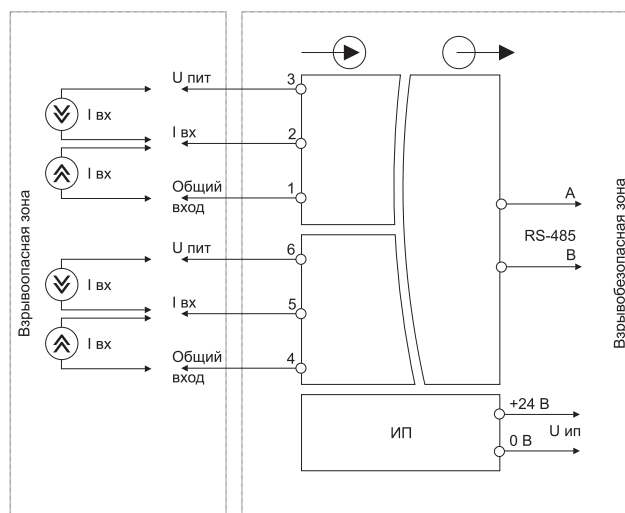 Взрывоопасная зона
U пит
3
I вх
I вх
2
I вх
Общий
вход
1
U пит
6
I вх
I вх
5
I вх
Общий
вход
4
A
RS-485
B
ИП
+24 В
U ип
0 В
Взрывобезопасная зона